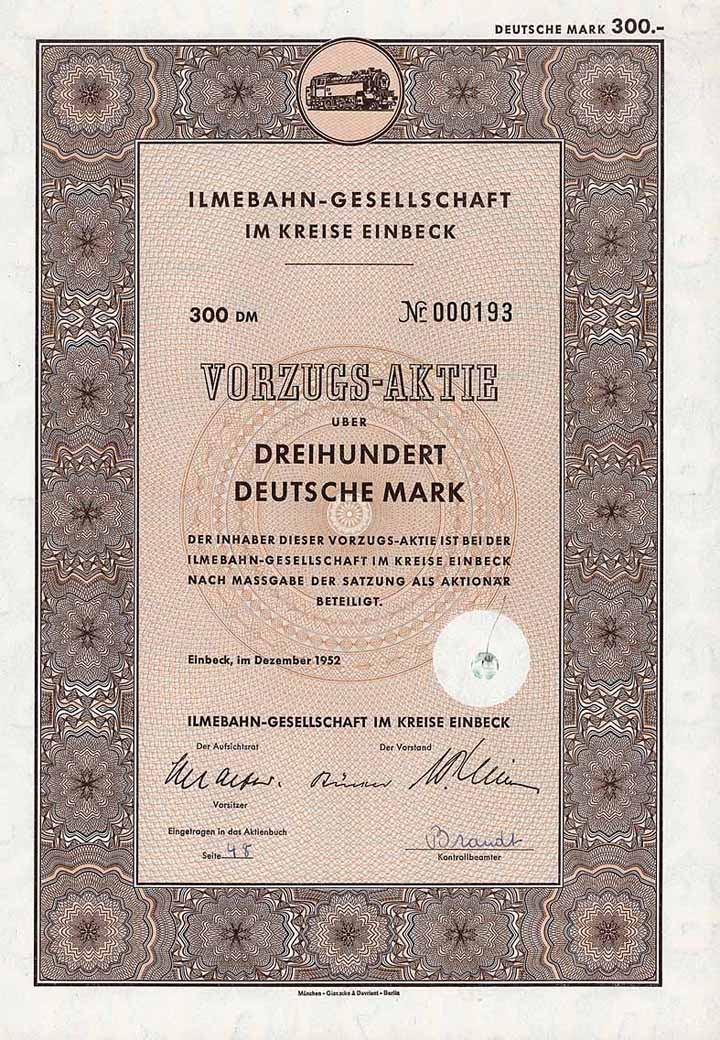 DEUTSCHE MARK 300.-
ILMEBAHN-GESELLSCHAFT
IM KREISE EINBECK
300 DM Nr 000193
VORZUGS-AKTIE
UBER
DREIHUNDERT
DEUTSCHE MARK
DER INHABER DIESER VORZUGS-AKTIE IST BEI DER
ILMEBAHN-GESELLSCHAFT IM KREISE EINBECK
NACH MASSGABE DER SATZUNG ALS AKTIONÄR
BETEILIGT.
Einbeck, im Dezember 1952
ILMEBAHN-GESELLSCHAFT IM KREISE EINBECK
Der Aufsichtsrat Der Vorstand
Vorsitzer
Eingetragen in das Aktienbuch
Brandt
Seite 48 Kontrollbeamter
München - Giesecke & Devrient - Berlin